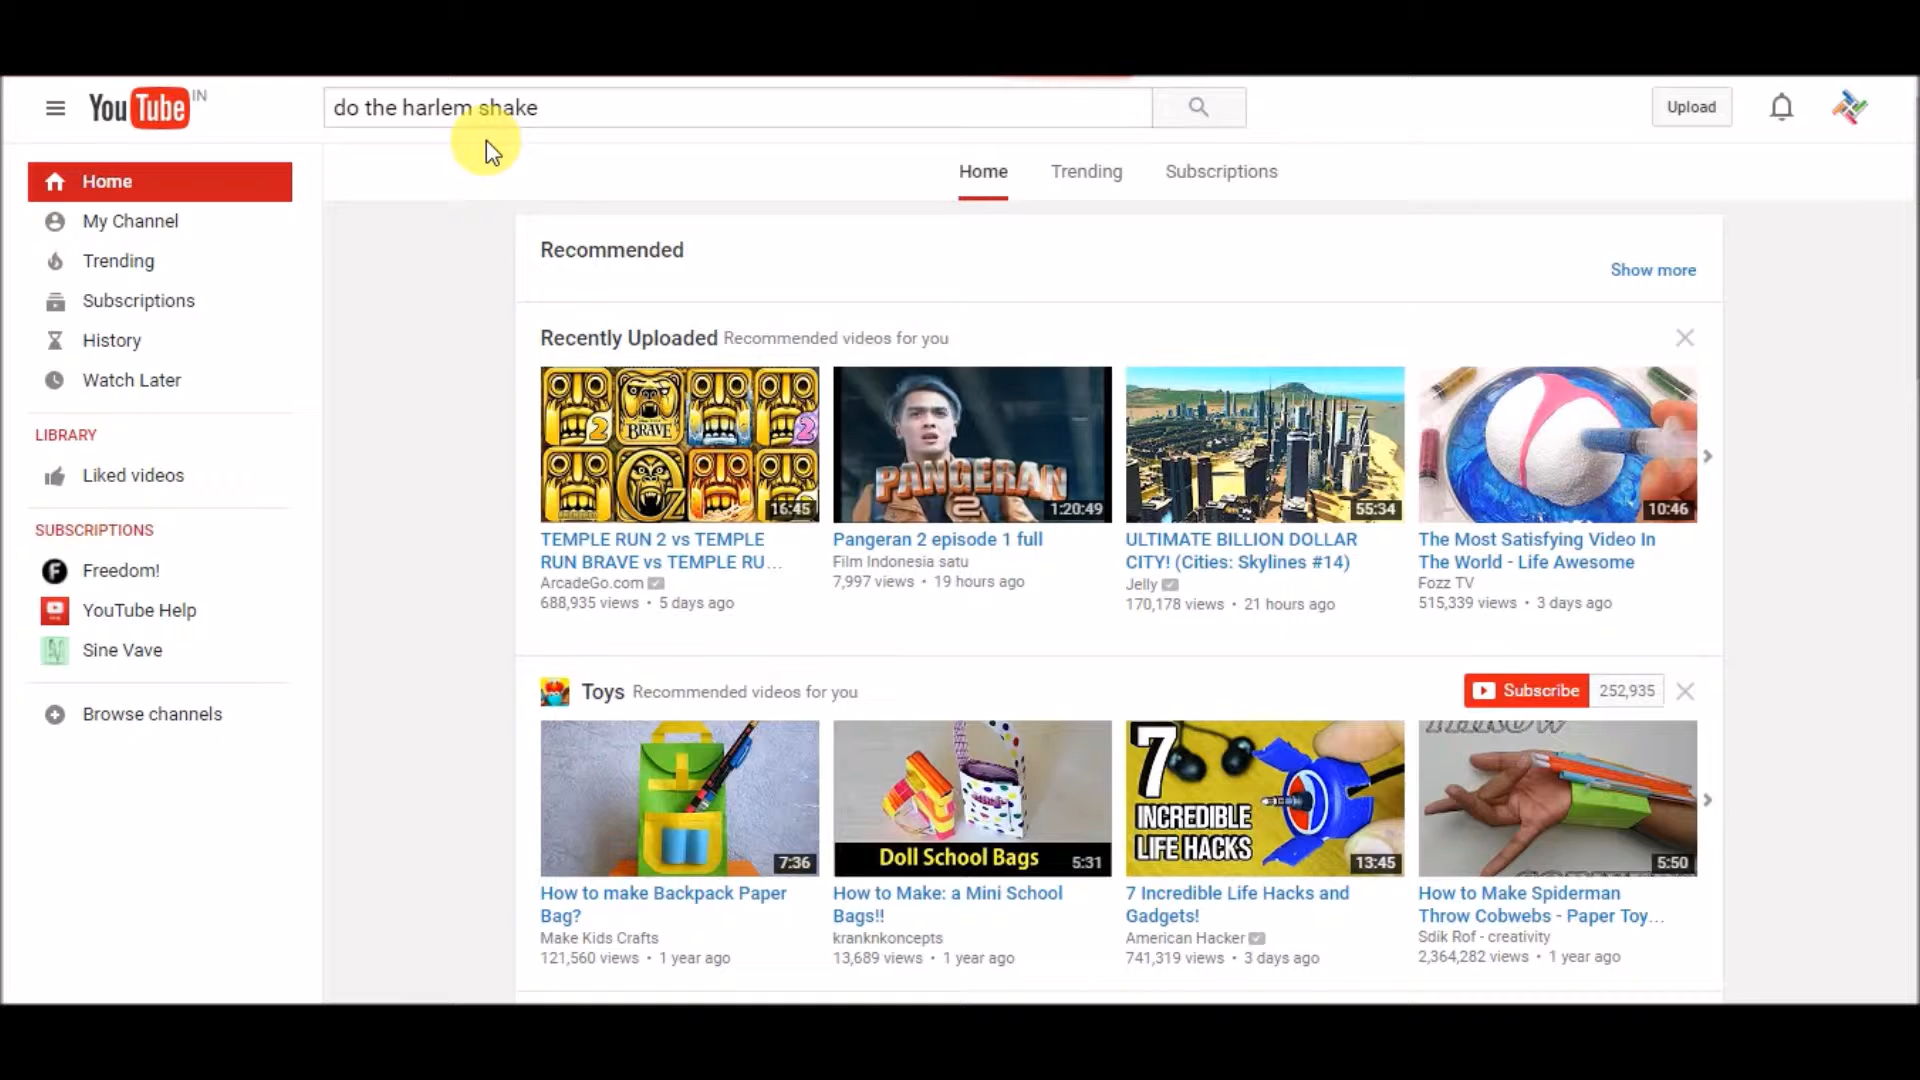 YouTube IN
do the harlem shake
Upload
Home
My Channel
Trending
Subscriptions
History
Watch Later
LIBRARY
Liked videos
SUBSCRIPTIONS
Freedom!
YouTube Help
Sine Vave
Browse channels
Home Trending Subscriptions
Recommended
Show more
Recently Uploaded Recommended videos for you
2
BRAVE
2
Oz
16:45
TEMPLE RUN 2 vs TEMPLE
RUN BRAVE vs TEMPLE RU...
ArcadeGo.com
688,935 views • 5 days ago
PANGERAN
2
1:20:49
Pangeran 2 episode 1 full
Film Indonesia satu
7,997 views • 19 hours ago
55:34
ULTIMATE BILLION DOLLAR
CITY! (Cities: Skylines #14)
Jelly
170,178 views • 21 hours ago
10:46
The Most Satisfying Video In
The World - Life Awesome
Fozz TV
515,339 views • 3 days ago
Toys Recommended videos for you
Subscribe 252,935
7:36
How to make Backpack Paper
Bag?
Make Kids Crafts
121,560 views • 1 year ago
Doll School Bags
5:31
How to Make: a Mini School
Bags!!
kranknkoncepts
13,689 views • 1 year ago
7
INCREDIBLE
LIFE HACKS
13:45
7 Incredible Life Hacks and
Gadgets!
American Hacker
741,319 views • 3 days ago
THROW
5:50
How to Make Spiderman
Throw Cobwebs - Paper Toy...
Sdik Rof - creativity
2,364,282 views • 1 year ago